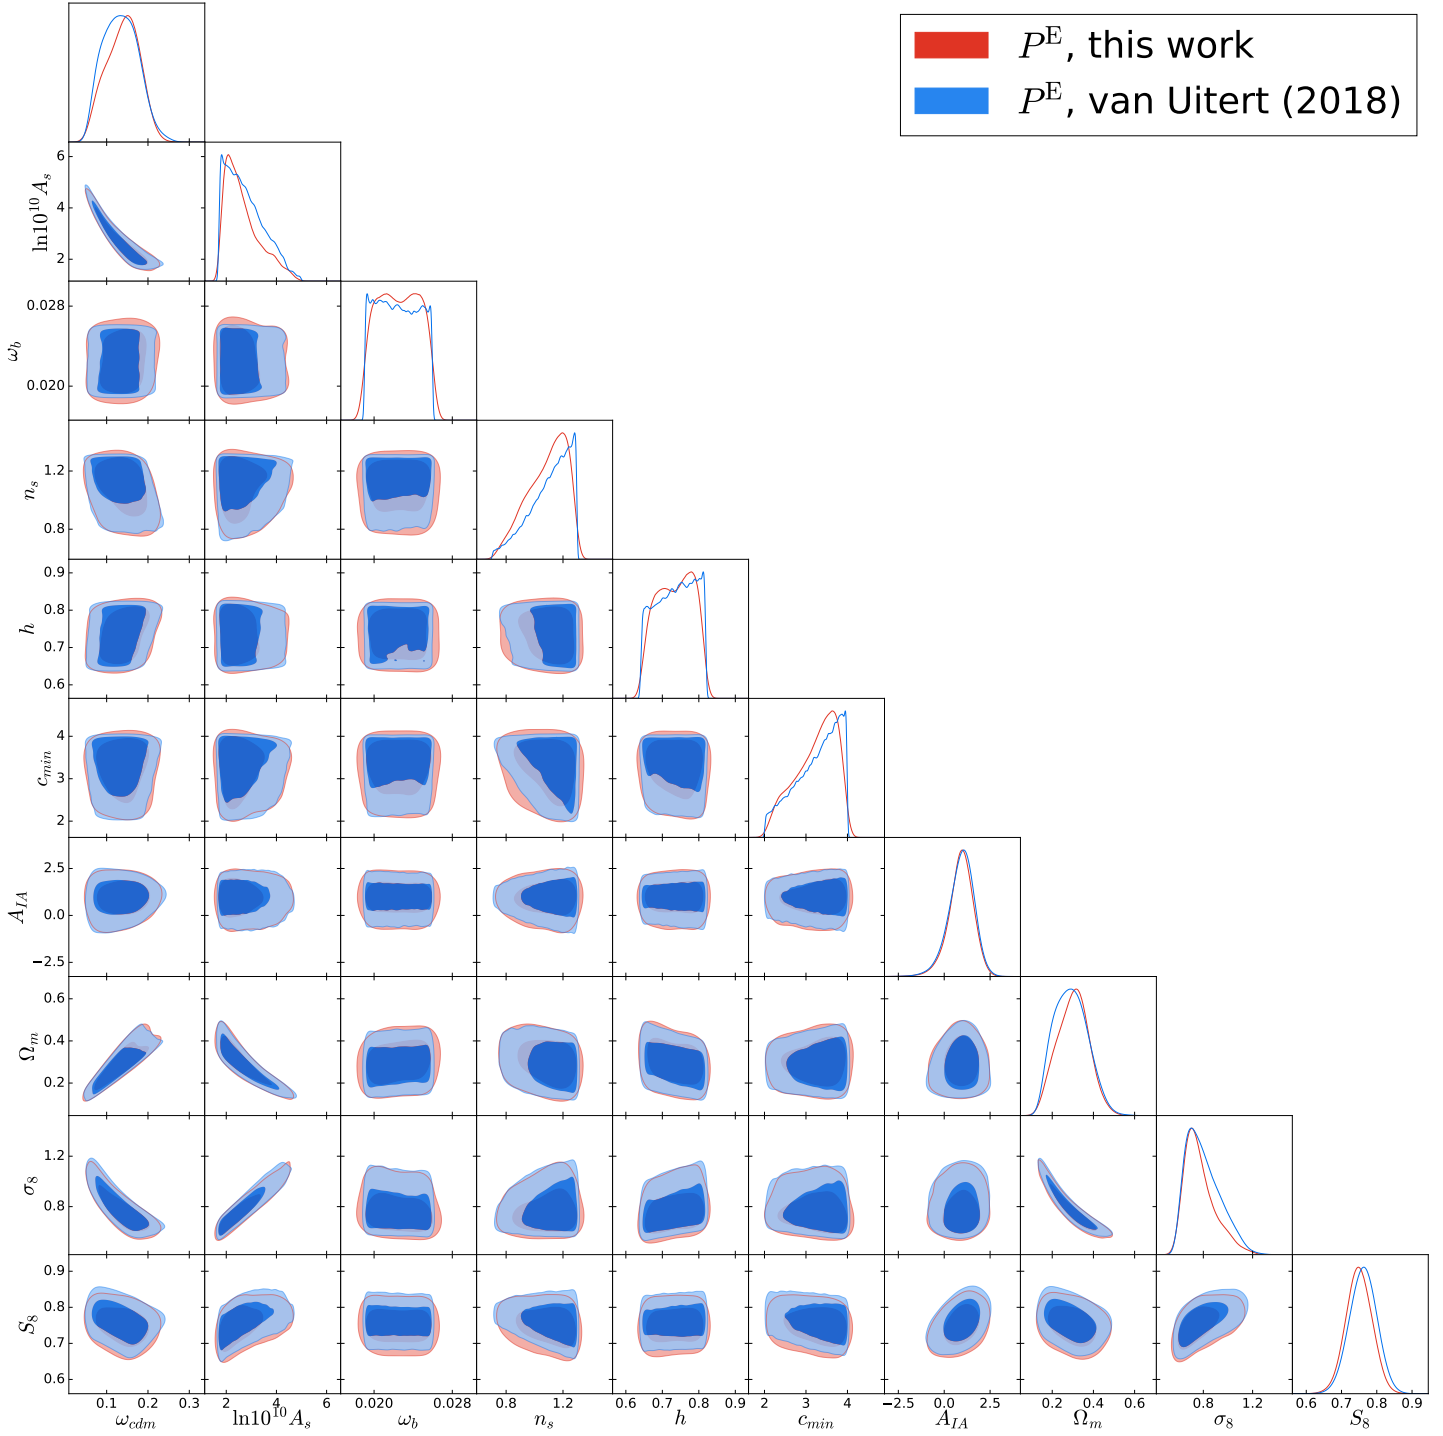 P^E, this work
P^E, van Uitert (2018)
6
4
2
ln10^10 A_s
0.028
0.020
ω_b
1.2
0.8
n_s
0.9
0.8
0.7
0.6
h
4
3
2
c_min
2.5
0.0
−2.5
A_IA
0.6
0.4
0.2
Ω_m
1.2
0.8
σ_8
0.9
0.8
0.7
0.6
S_8
0.1 0.2 0.3 2 4 6 0.020 0.028 0.8 1.2 0.6 0.7 0.8 0.9 2 3 4 −2.5 0.0 2.5 0.2 0.4 0.6 0.8 1.2 0.6 0.7 0.8 0.9
ω_cdm ln10^10 A_s ω_b n_s h c_min A_IA Ω_m σ_8 S_8